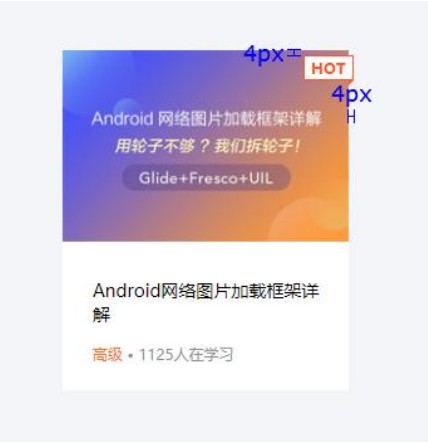 4px
HOT
4px
Android 网络图片加载框架详解
用轮子不够？我们拆轮子！
Glide+Fresco+UIL
Android网络图片加载框架详
解
高级 • 1125人在学习